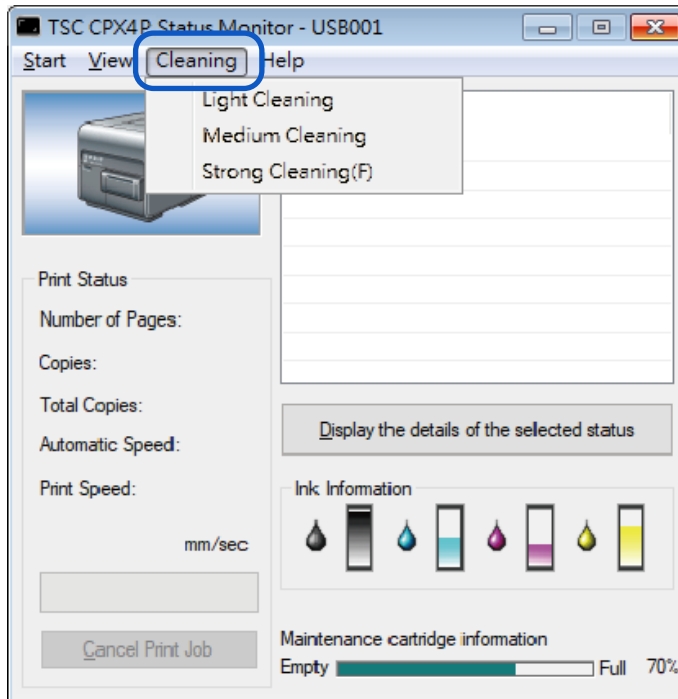 TSC CPX4P Status Monitor - USB001
Start View Cleaning Help
Light Cleaning
Medium Cleaning
Strong Cleaning(F)
Print Status
Number of Pages:
Copies:
Total Copies:
Automatic Speed:
Print Speed:
mm/sec
Cancel Print Job
Display the details of the selected status
Ink Information
Maintenance cartridge information
Empty Full 70%